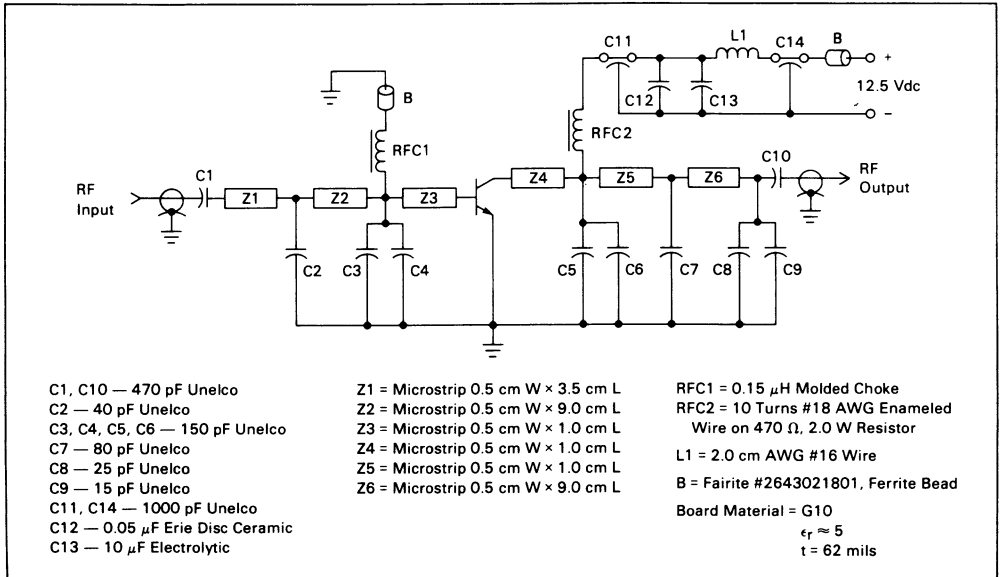 C11
L1
C14
B
+
12.5 Vdc
−
C12
C13
B
RFC1
RFC2
C1
RF
Input
Z1
Z2
Z3
Z4
Z5
Z6
C10
RF
Output
C2
C3
C4
C5
C6
C7
C8
C9
C1, C10 — 470 pF Unelco
C2 — 40 pF Unelco
C3, C4, C5, C6 — 150 pF Unelco
C7 — 80 pF Unelco
C8 — 25 pF Unelco
C9 — 15 pF Unelco
C11, C14 — 1000 pF Unelco
C12 — 0.05 μF Erie Disc Ceramic
C13 — 10 μF Electrolytic
Z1 = Microstrip 0.5 cm W × 3.5 cm L
Z2 = Microstrip 0.5 cm W × 9.0 cm L
Z3 = Microstrip 0.5 cm W × 1.0 cm L
Z4 = Microstrip 0.5 cm W × 1.0 cm L
Z5 = Microstrip 0.5 cm W × 1.0 cm L
Z6 = Microstrip 0.5 cm W × 9.0 cm L
RFC1 = 0.15 μH Molded Choke
RFC2 = 10 Turns #18 AWG Enameled
Wire on 470 Ω, 2.0 W Resistor
L1 = 2.0 cm AWG #16 Wire
B = Fairite #2643021801, Ferrite Bead
Board Material = G10
εr ≈ 5
t = 62 mils